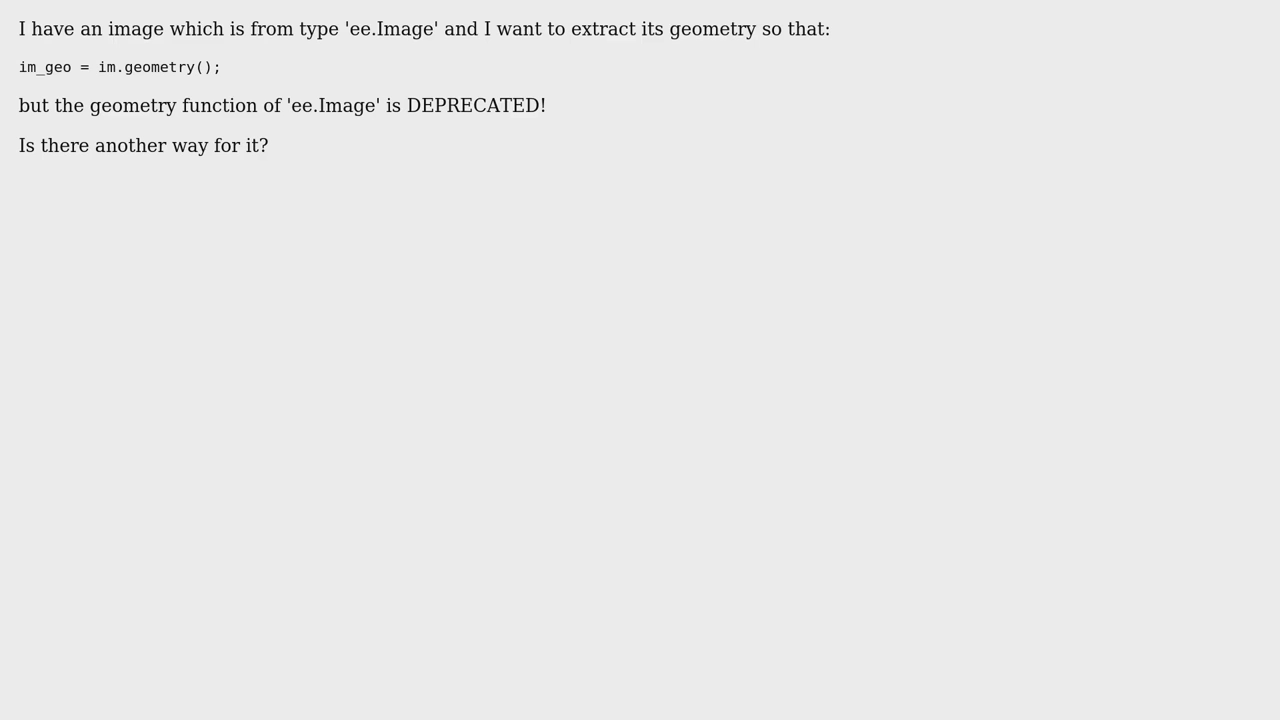 I have an image which is from type 'ee.Image' and I want to extract its geometry so that:
im_geo = im.geometry();
but the geometry function of 'ee.Image' is DEPRECATED!
Is there another way for it?